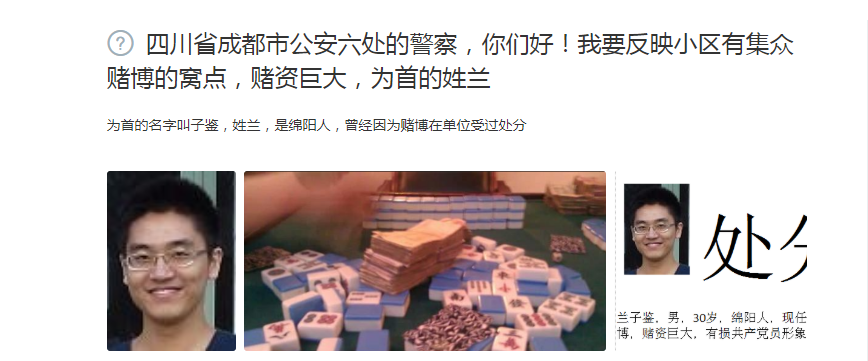 四川省成都市公安六处的警察，你们好！我要反映小区有集众
赌博的窝点，赌资巨大，为首的姓兰
为首的名字叫子鉴，姓兰，是绵阳人，曾经因为赌博在单位受过处分
处分
兰子鉴，男，30岁，绵阳人，现任
博，赌资巨大，有损共产党员形象